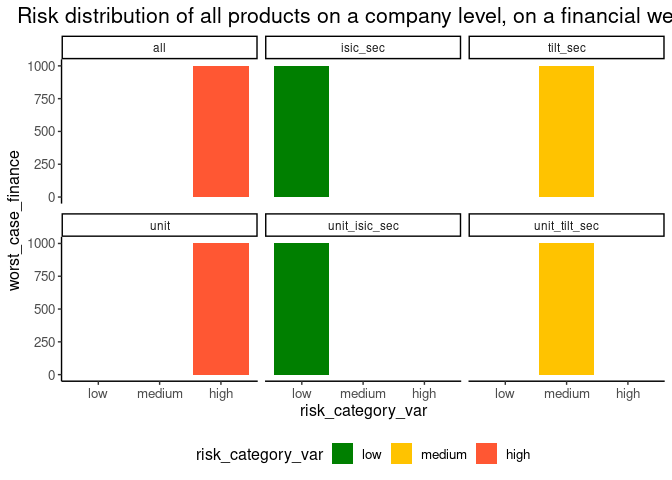 Risk distribution of all products on a company level, on a financial we
all isic_sec tilt_sec
1000
750
500
250
0
unit unit_isic_sec unit_tilt_sec
1000
750
500
250
0
worst_case_finance
low medium high low medium high low medium high
risk_category_var
risk_category_var low medium high